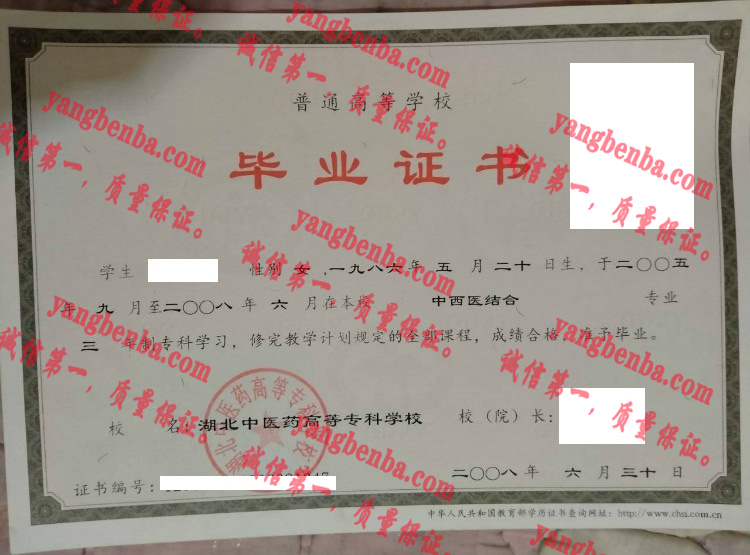 普通高等学校
毕业证书
学生 性别 女 ,一九八六年 五 月 二十 日生, 于二〇〇五
年 九 月至二〇〇八年 六 月在本校 中西医结合 专业
三 年制专科学习, 修完教学计划规定的全部课程, 成绩合格, 准予毕业。
校 名: 湖北中医药高等专科学校 校(院)长:
二〇〇八年 六 月三十日
证书编号:
中华人民共和国教育部学历证书查询网址: http://www.chsi.com.cn
yangbenba.com
诚信第一,质量保证。